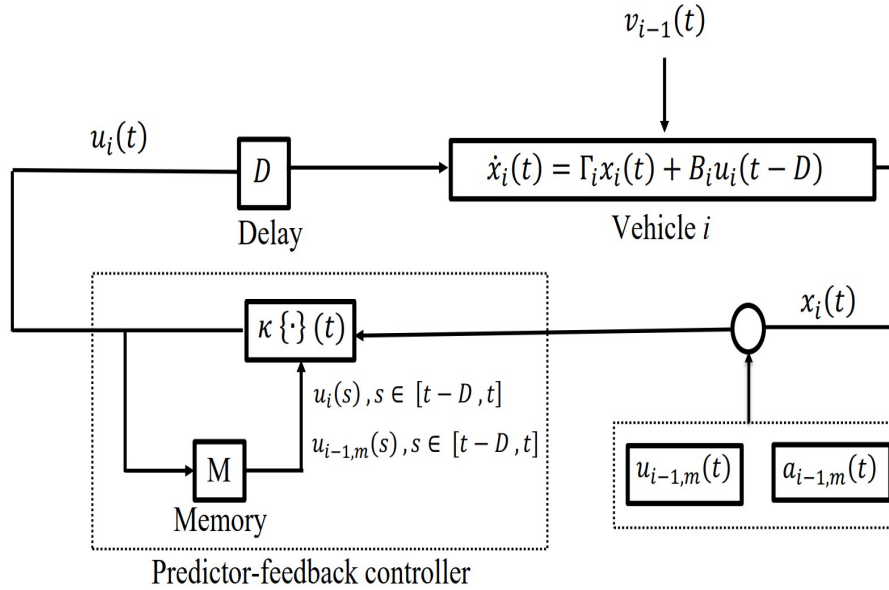 v_{i-1}(t)
u_i(t)
D
ẋ_i(t) = Γ_i x_i(t) + B_i u_i(t − D)
Delay
Vehicle i
κ {·} (t)
x_i(t)
u_i(s) , s ∈ [t − D , t]
u_{i-1,m}(s) , s ∈ [t − D , t]
M
u_{i-1,m}(t)
a_{i-1,m}(t)
Memory
Predictor-feedback controller